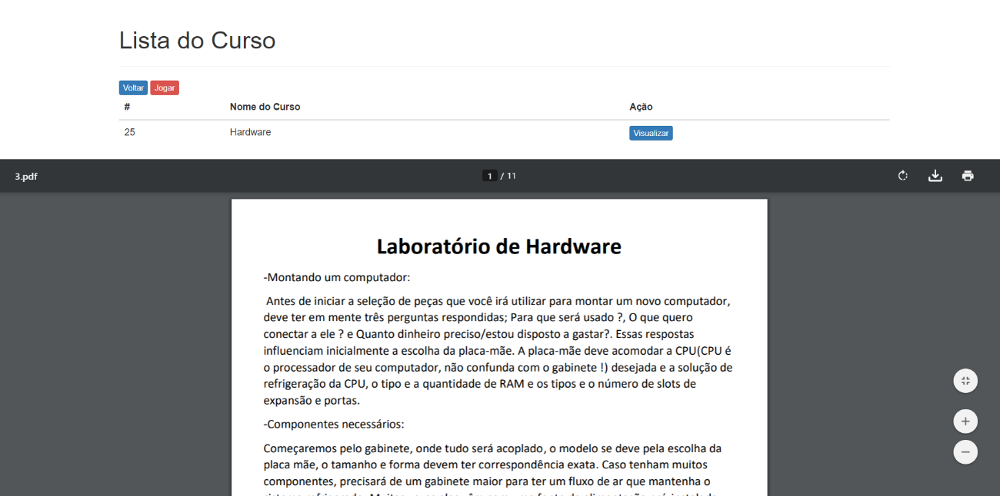 Lista do Curso
Voltar Jogar
# Nome do Curso Ação
25 Hardware Visualizar
3.pdf 1 / 11
Laboratório de Hardware
-Montando um computador:
Antes de iniciar a seleção de peças que você irá utilizar para montar um novo computador,
deve ter em mente três perguntas respondidas; Para que será usado ?, O que quero
conectar a ele ? e Quanto dinheiro preciso/estou disposto a gastar?. Essas respostas
influenciam inicialmente a escolha da placa-mãe. A placa-mãe deve acomodar a CPU(CPU é
o processador de seu computador, não confunda com o gabinete !) desejada e a solução de
refrigeração da CPU, o tipo e a quantidade de RAM e os tipos e o número de slots de
expansão e portas.
-Componentes necessários:
Começaremos pelo gabinete, onde tudo será acoplado, o modelo se deve pela escolha da
placa mãe, o tamanho e forma devem ter correspondência exata. Caso tenham muitos
componentes, precisará de um gabinete maior para ter um fluxo de ar que mantenha o